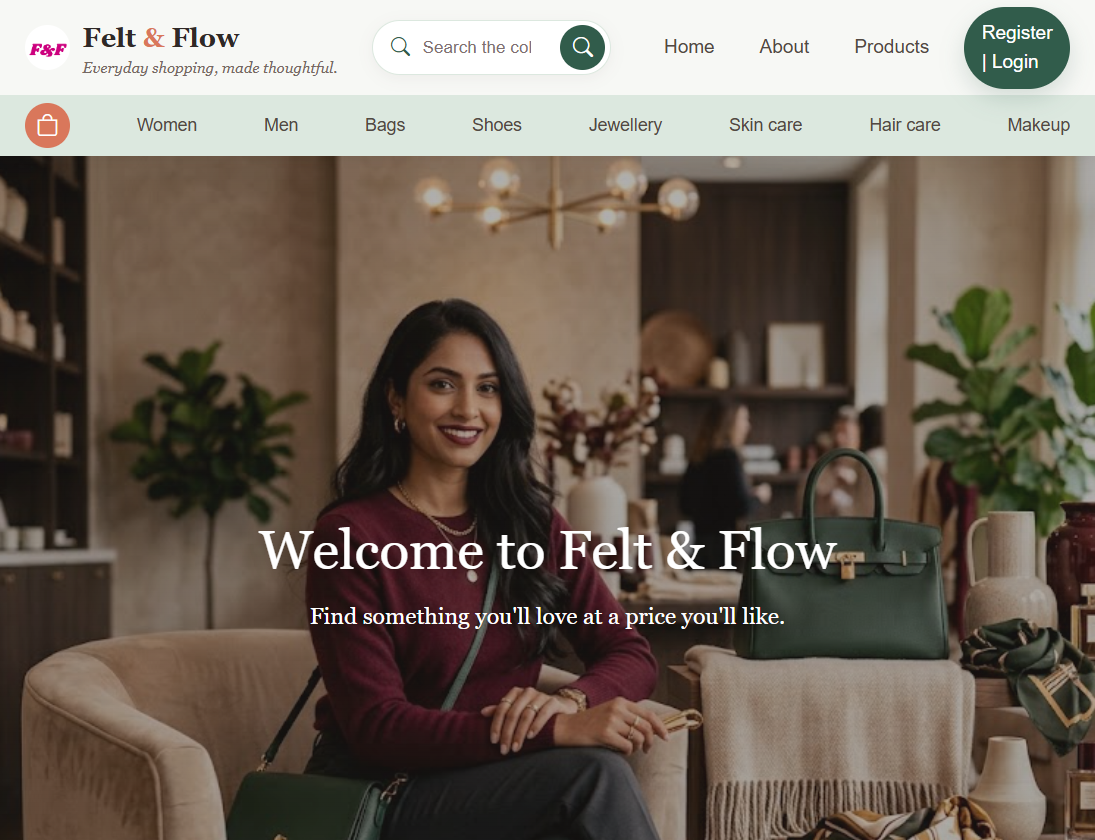 F&F
Felt & Flow
Everyday shopping, made thoughtful.
Search the col
Home
About
Products
Register
| Login
Women
Men
Bags
Shoes
Jewellery
Skin care
Hair care
Makeup
Welcome to Felt & Flow
Find something you'll love at a price you'll like.